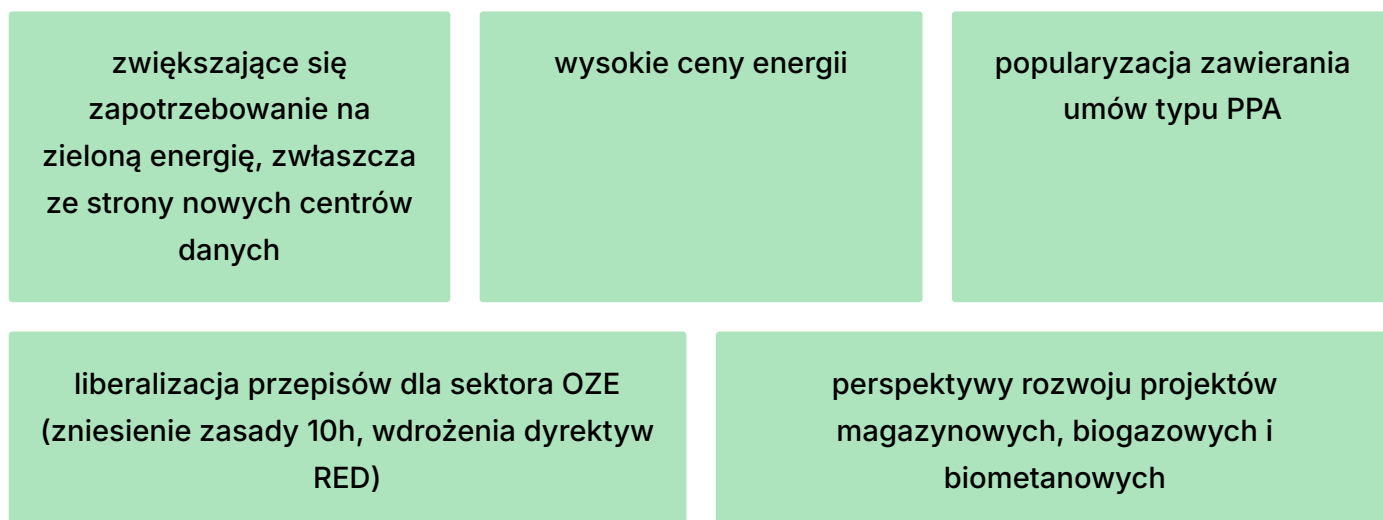 zwiększające się
zapotrzebowanie na
zieloną energię, zwłaszcza
ze strony nowych centrów
danych
wysokie ceny energii
popularyzacja zawierania
umów typu PPA
liberalizacja przepisów dla sektora OZE
(zniesienie zasady 10h, wdrożenia dyrektyw
RED)
perspektywy rozwoju projektów
magazynowych, biogazowych i
biometanowych